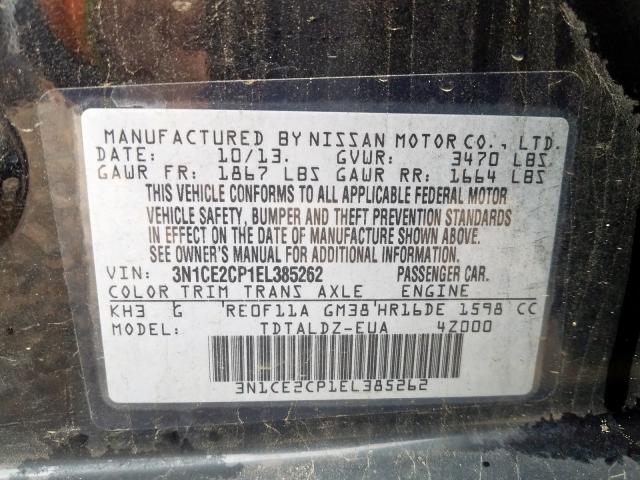 MANUFACTURED BY NISSAN MOTOR CO., LTD.
DATE: 10/13. GVWR: 3470 LBS
GAWR FR: 1867 LBS GAWR RR: 1664 LBS
THIS VEHICLE CONFORMS TO ALL APPLICABLE FEDERAL MOTOR
VEHICLE SAFETY, BUMPER AND THEFT PREVENTION STANDARDS
IN EFFECT ON THE DATE OF MANUFACTURE SHOWN ABOVE.
SEE OWNER'S MANUAL FOR ADDITIONAL INFORMATION.
VIN: 3N1CE2CP1EL385262 PASSENGER CAR.
COLOR TRIM TRANS AXLE ENGINE
KH3 G 'RE0F11A GM38'HR16DE 1598 CC
MODEL: TDTALDZ-EUA 4Z000
3N1CE2CP1EL385262